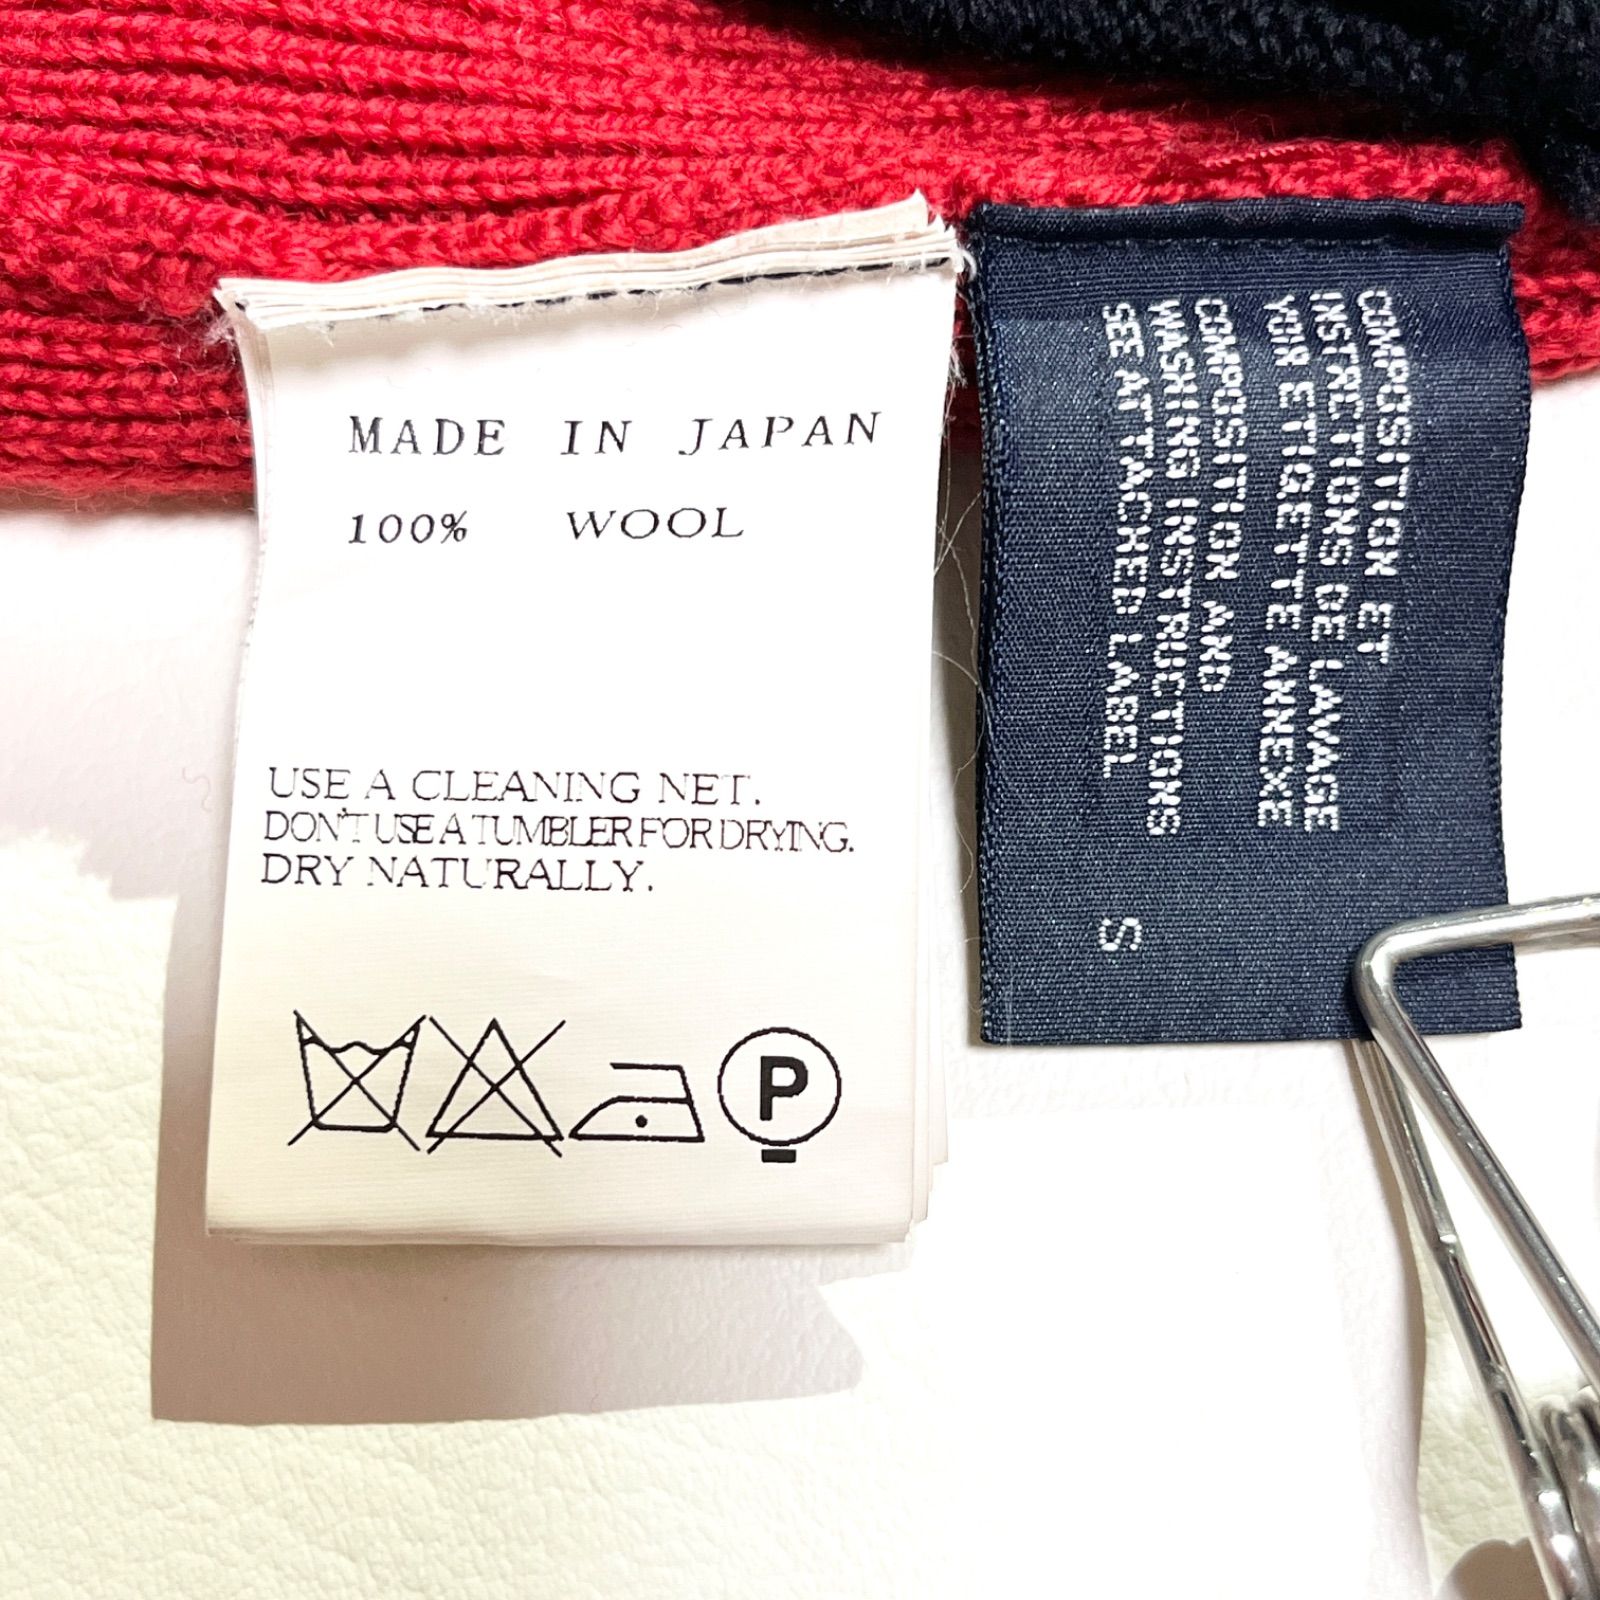 MADE IN JAPAN
100% WOOL
USE A CLEANING NET.
DON'T USE A TUMBLER FOR DRYING.
DRY NATURALLY.
P
COMPOSITION ET
INSTRCTIONS DE LAVAGE
VOIR ETIQETTE ANNEXE
COMPOSITION AND
WASHING INSTRUCTIONS
SEE ATTACHED LABEL
S